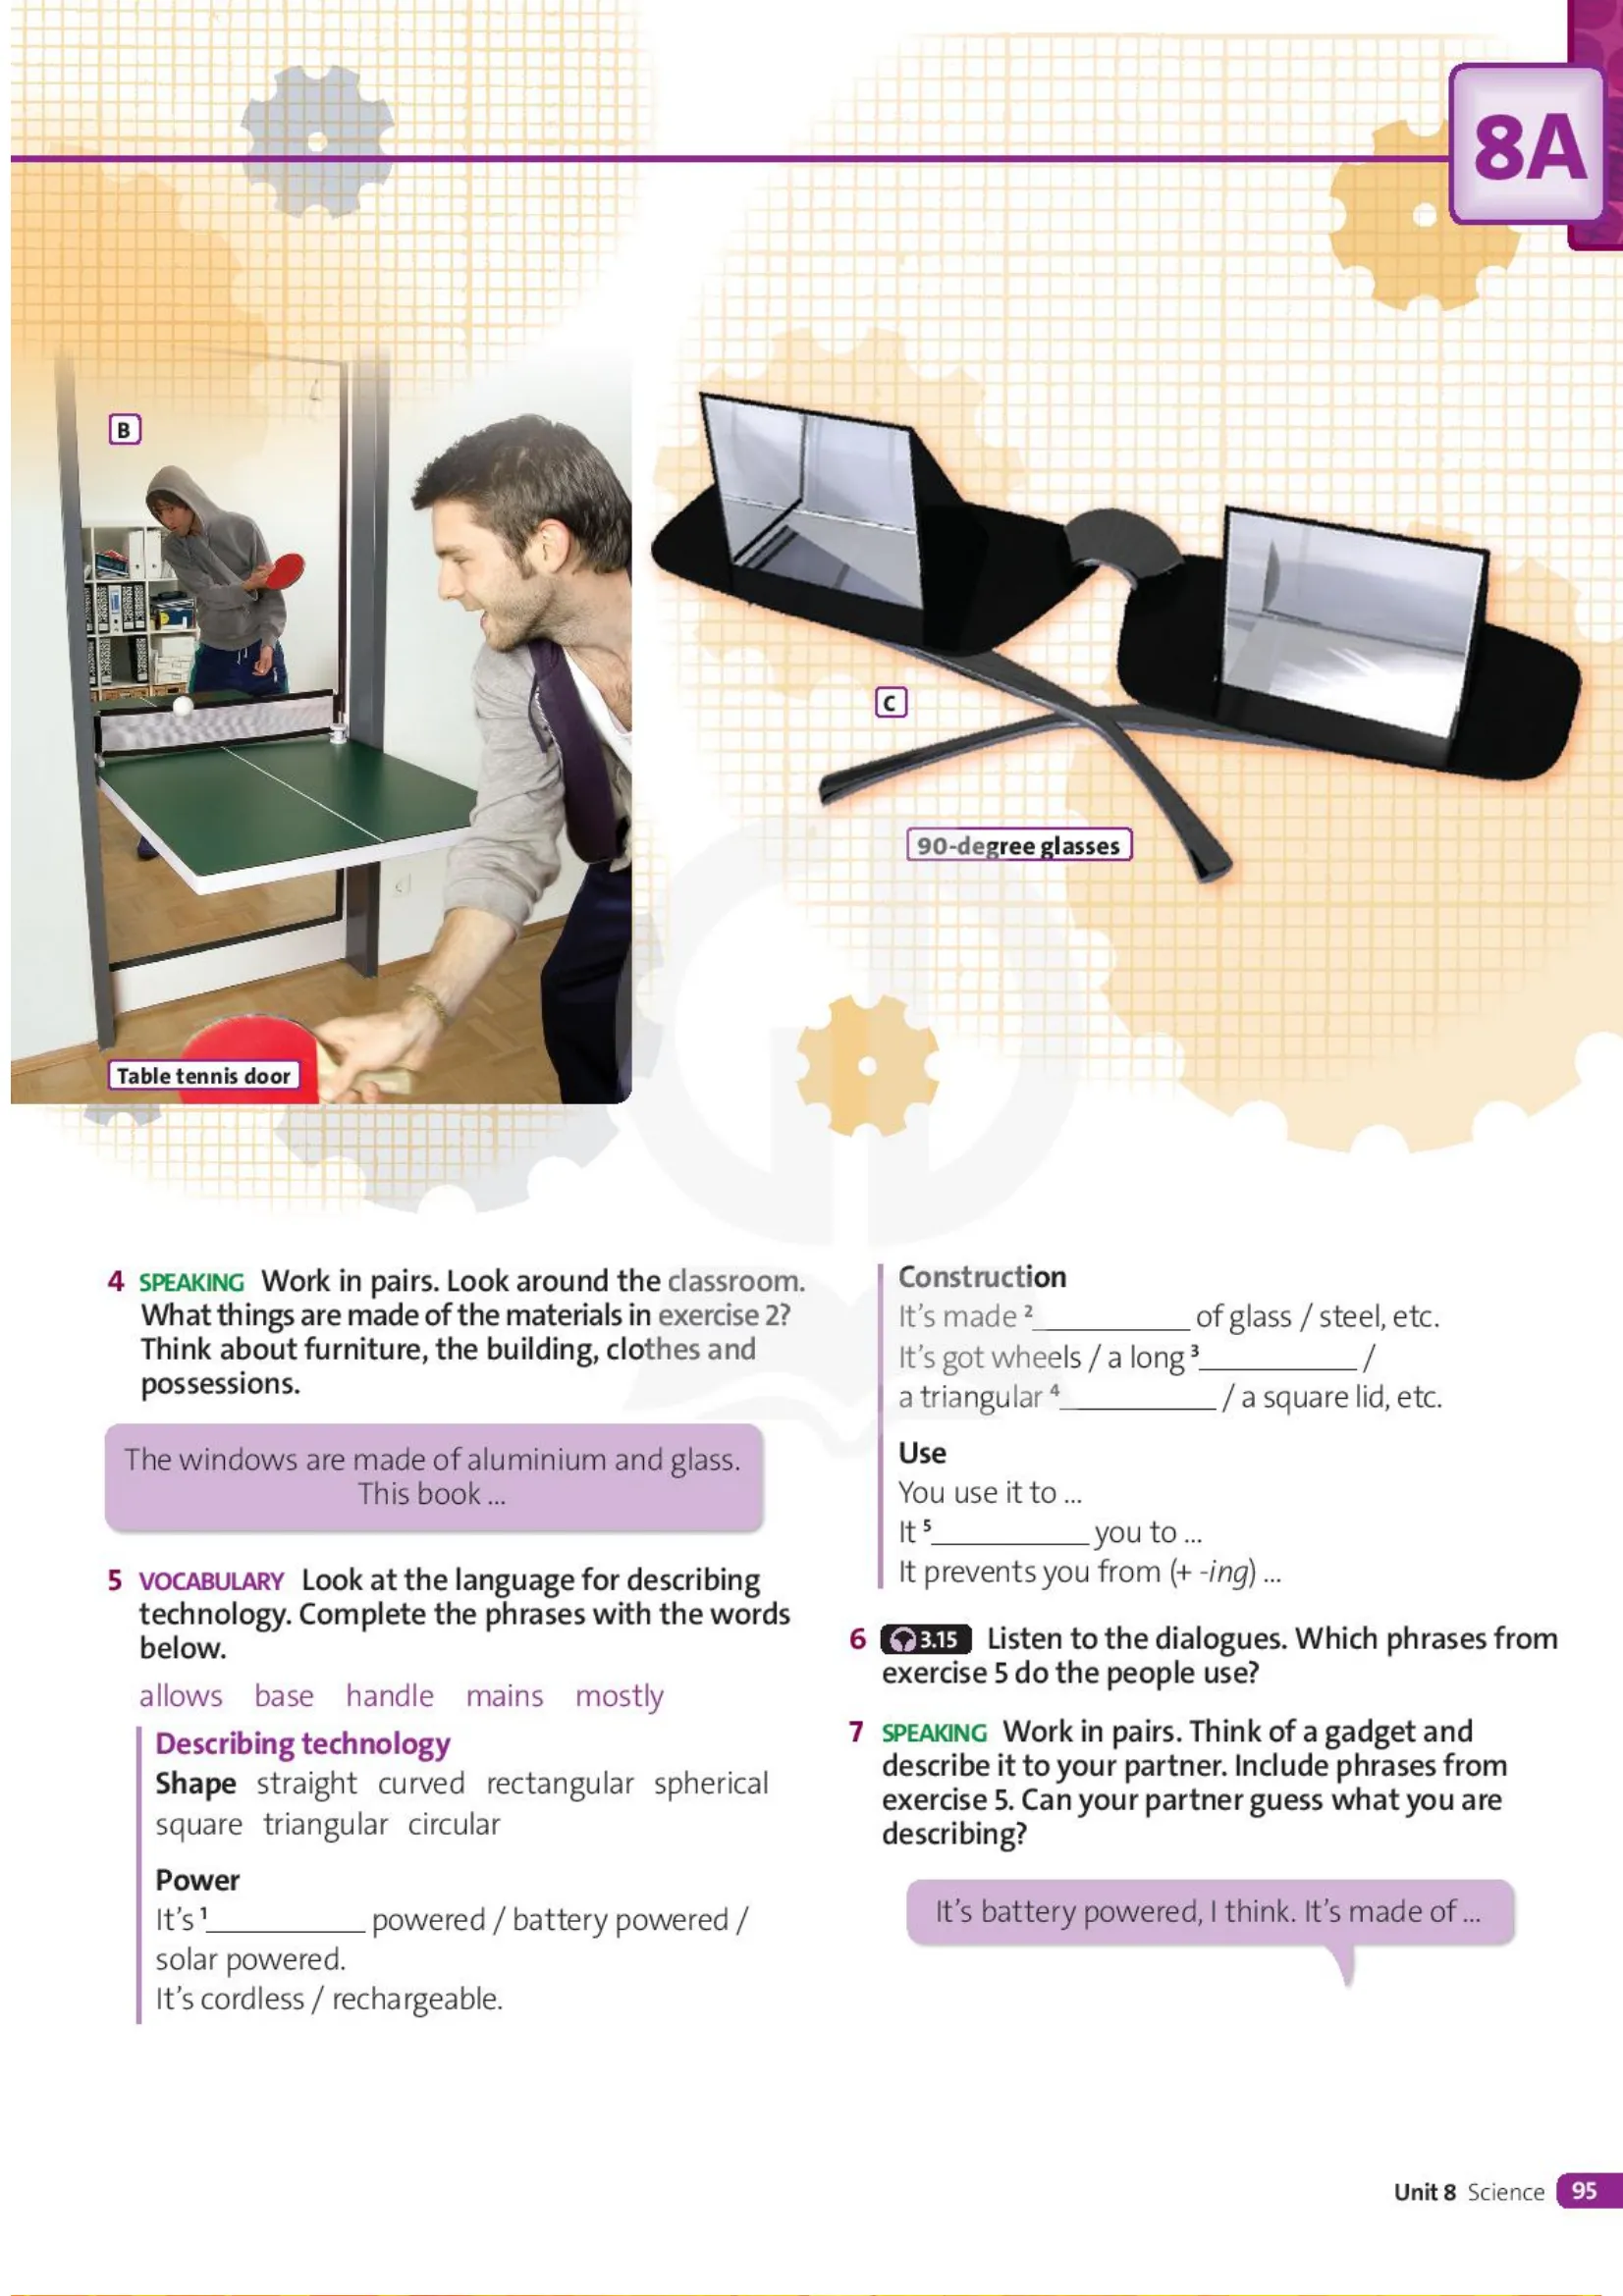 8A
B
C
90-degree glasses
Table tennis door
4 SPEAKING Work in pairs. Look around the classroom.
What things are made of the materials in exercise 2?
Think about furniture, the building, clothes and
possessions.
The windows are made of aluminium and glass.
This book ...
5 VOCABULARY Look at the language for describing
technology. Complete the phrases with the words
below.
allows base handle mains mostly
Describing technology
Shape straight curved rectangular spherical
square triangular circular
Power
It's 1__________ powered / battery powered /
solar powered.
It's cordless / rechargeable.
Construction
It's made 2__________ of glass / steel, etc.
It's got wheels / a long 3__________ /
a triangular 4__________ / a square lid, etc.
Use
You use it to ...
It 5__________ you to ...
It prevents you from (+ -ing) ...
6 3.15 Listen to the dialogues. Which phrases from
exercise 5 do the people use?
7 SPEAKING Work in pairs. Think of a gadget and
describe it to your partner. Include phrases from
exercise 5. Can your partner guess what you are
describing?
It's battery powered, I think. It's made of ...
Unit 8 Science 95